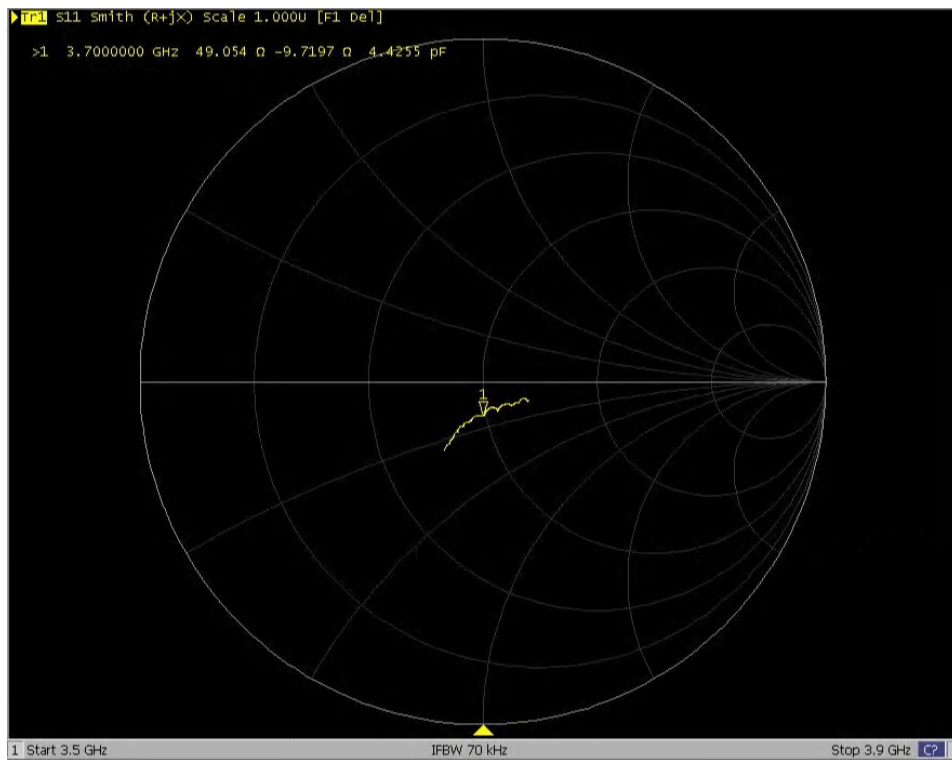 Tr1 S11 Smith (R+jX) Scale 1.000U [F1 Del]
>1 3.7000000 GHz 49.054 Ω -9.7197 Ω 4.4255 pF
1
1 Start 3.5 GHz IFBW 70 kHz Stop 3.9 GHz C?